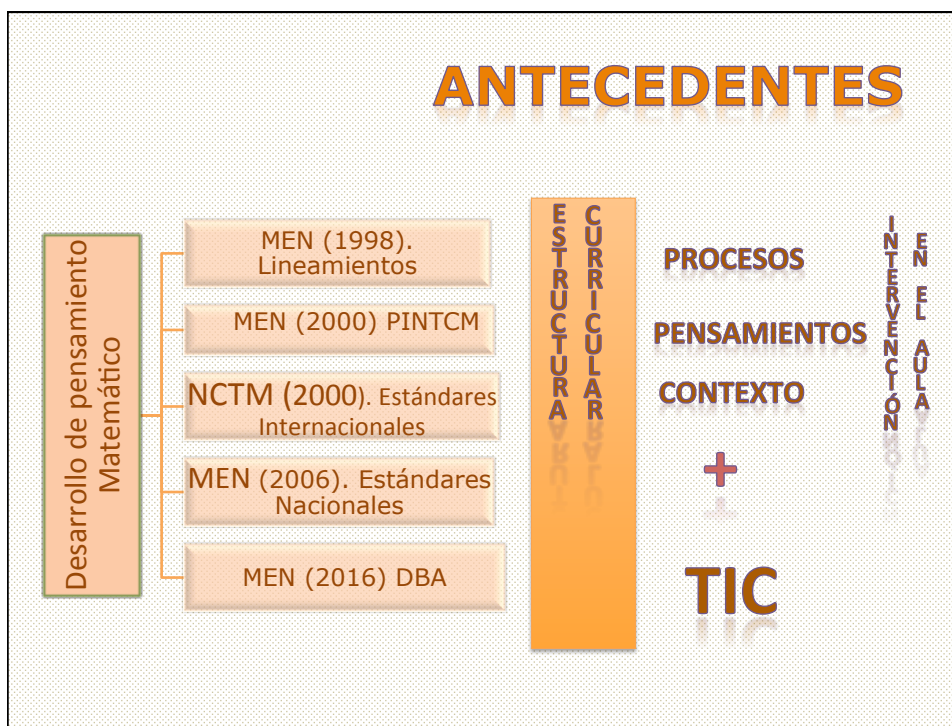 ANTECEDENTES
Desarrollo de pensamiento
Matemático
MEN (1998).
Lineamientos
MEN (2000) PINTCM
NCTM (2000). Estándares
Internacionales
MEN (2006). Estándares
Nacionales
MEN (2016) DBA
ESTRUCTURA
CURRICULAR
PROCESOS
PENSAMIENTOS
CONTEXTO
+
TIC
INTERVENCIÓN
EN EL AULA